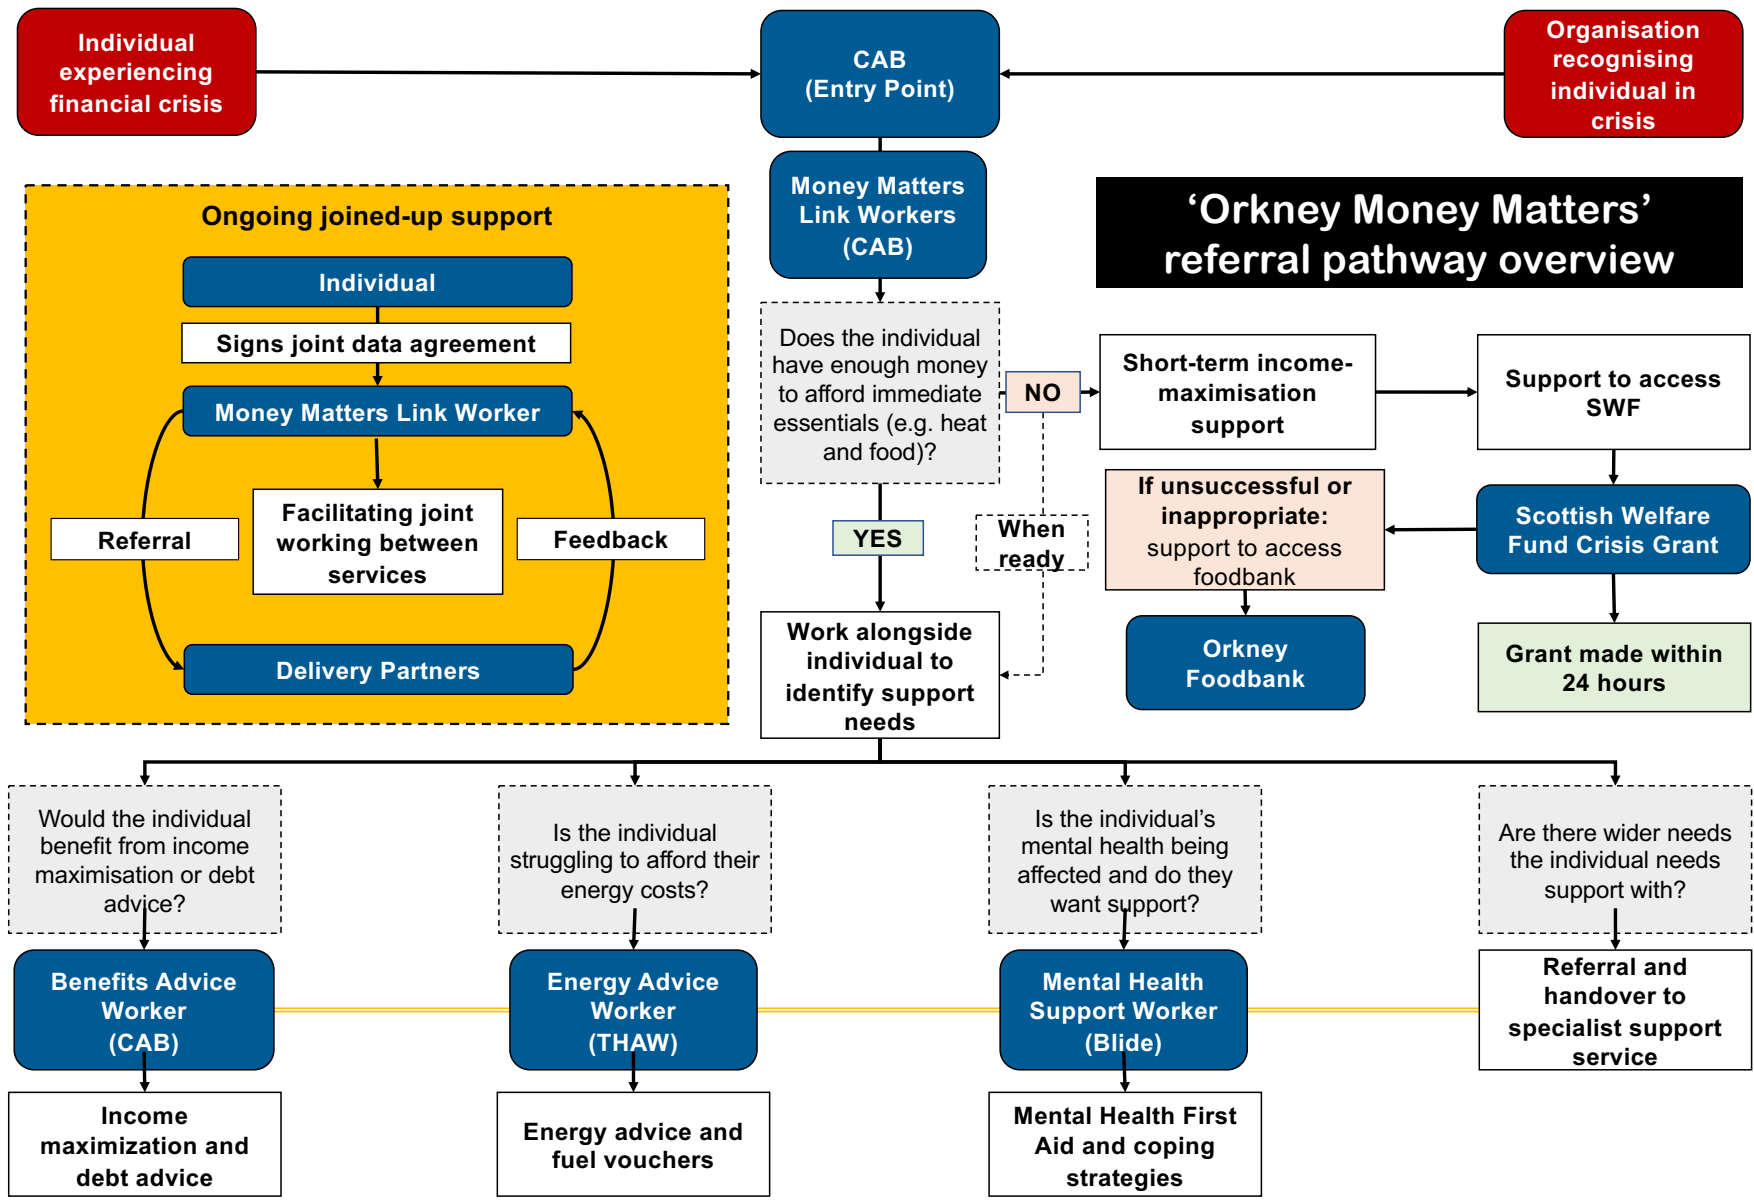 Individual
experiencing
financial crisis
CAB
(Entry Point)
Organisation
recognising
individual in
crisis
Money Matters
Link Workers
(CAB)
‘Orkney Money Matters’
referral pathway overview
Ongoing joined-up support
Individual
Signs joint data agreement
Money Matters Link Worker
Referral
Facilitating joint
working between
services
Feedback
Delivery Partners
Does the individual
have enough money
to afford immediate
essentials (e.g. heat
and food)?
NO
Short-term income-
maximisation
support
Support to access
SWF
YES
When
ready
If unsuccessful or
inappropriate:
support to access
foodbank
Scottish Welfare
Fund Crisis Grant
Orkney
Foodbank
Grant made within
24 hours
Work alongside
individual to
identify support
needs
Would the individual
benefit from income
maximisation or debt
advice?
Is the individual
struggling to afford their
energy costs?
Is the individual’s
mental health being
affected and do they
want support?
Are there wider needs
the individual needs
support with?
Benefits Advice
Worker
(CAB)
Energy Advice
Worker
(THAW)
Mental Health
Support Worker
(Blide)
Referral and
handover to
specialist support
service
Income
maximization and
debt advice
Energy advice and
fuel vouchers
Mental Health First
Aid and coping
strategies